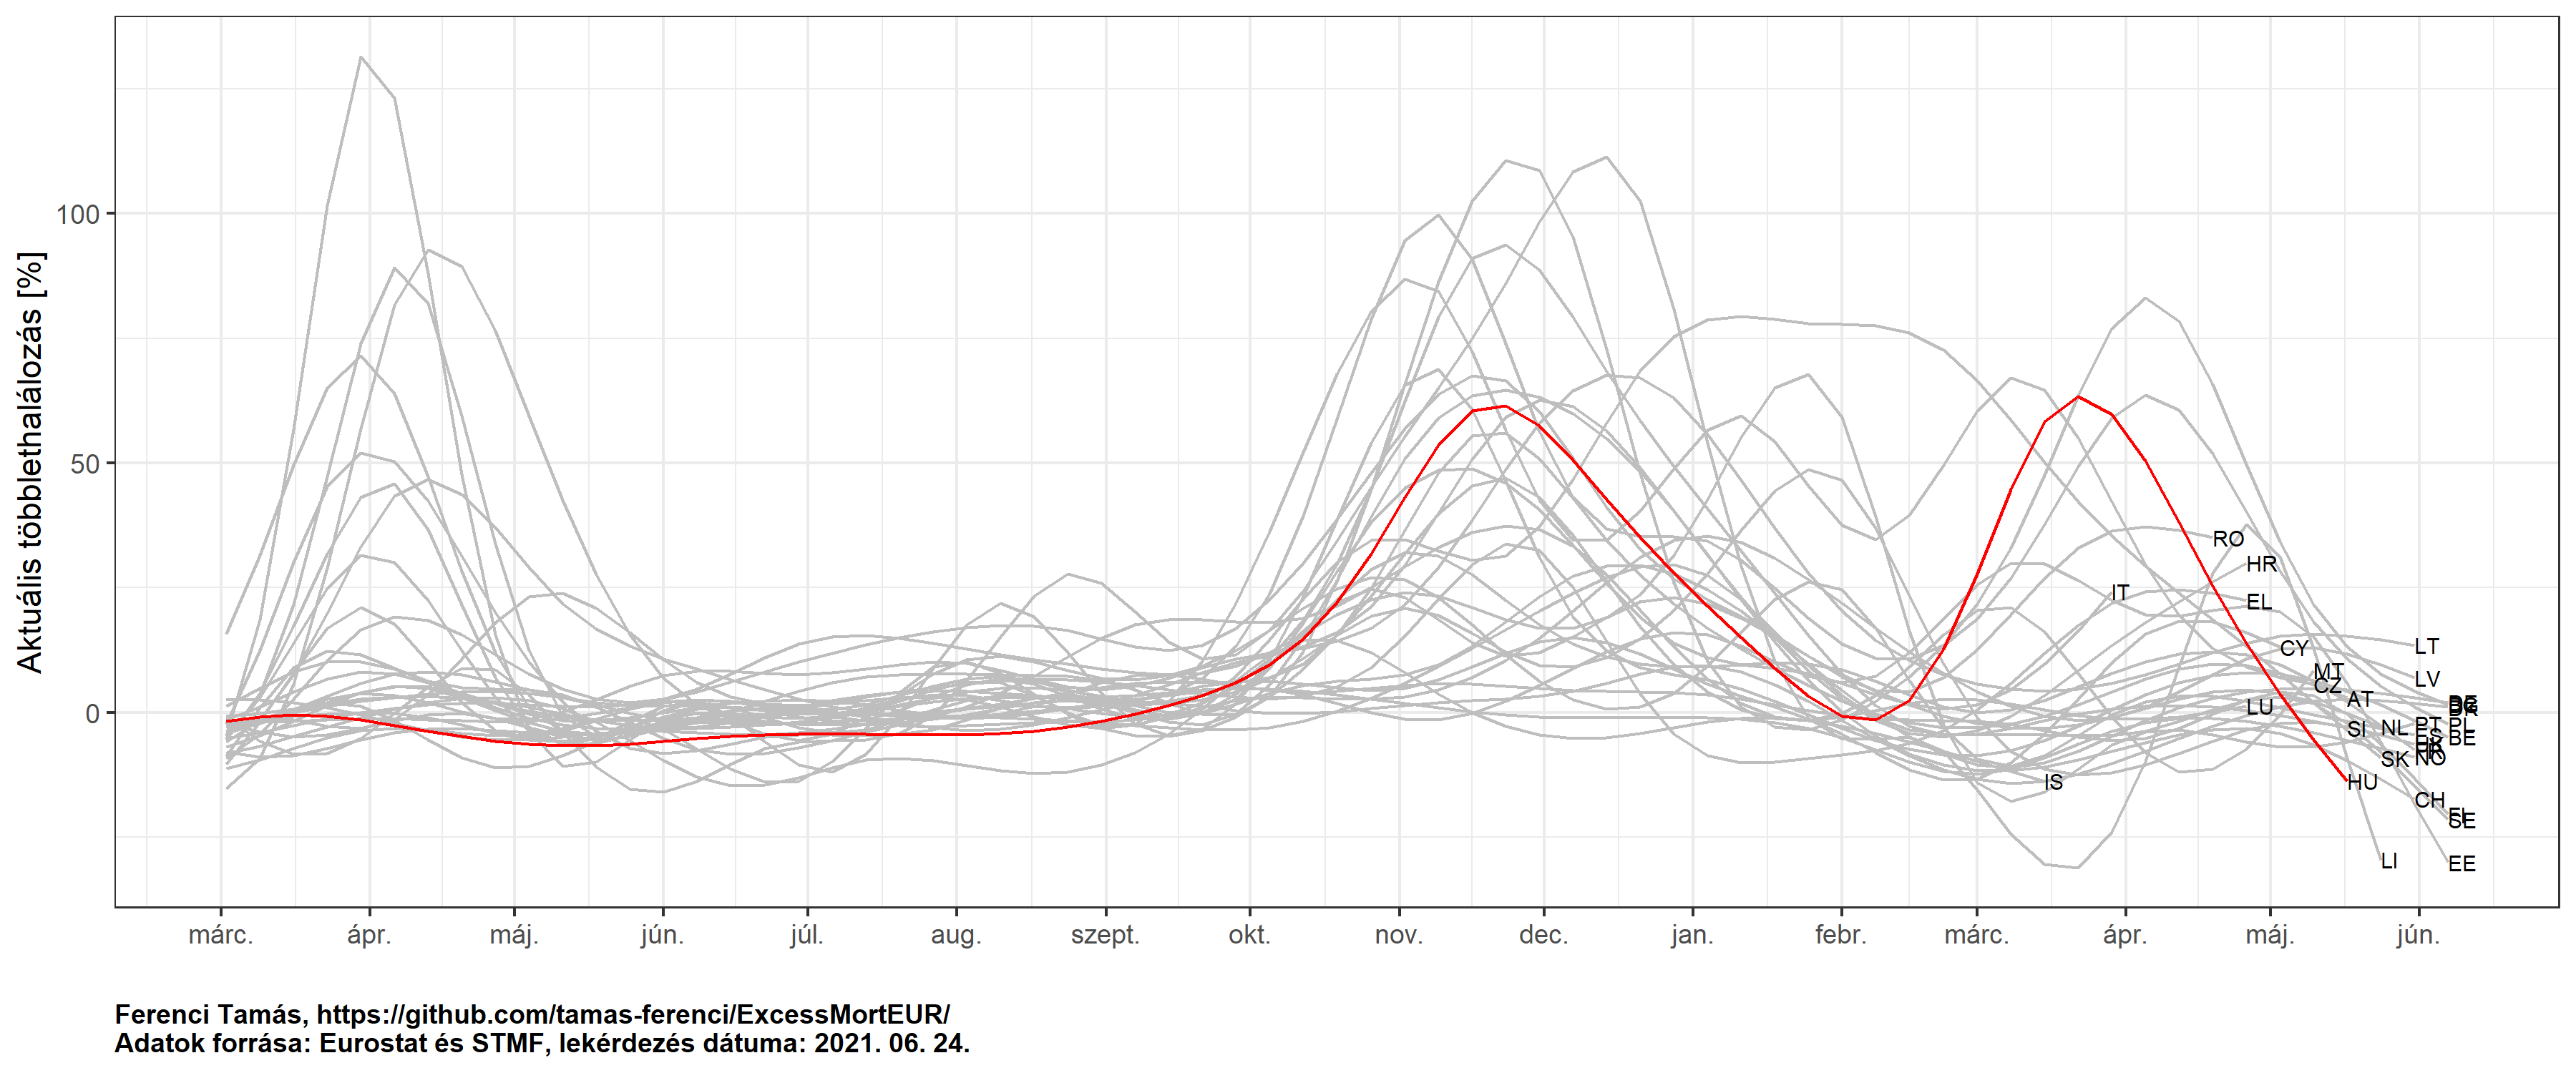 Aktuális többlethalálozás [%]
100
50
0
RO
HR
IT
EL
CY
LT
MT
LV
CZ
AT
LU
SI
NL
PT
PL
BE
SK
NO
IS
HU
CH
SE
LI
EE
márc.
ápr.
máj.
jún.
júl.
aug.
szept.
okt.
nov.
dec.
jan.
febr.
márc.
ápr.
máj.
jún.
Ferenci Tamás, https://github.com/tamas-ferenci/ExcessMortEUR/
Adatok forrása: Eurostat és STMF, lekérdezés dátuma: 2021. 06. 24.